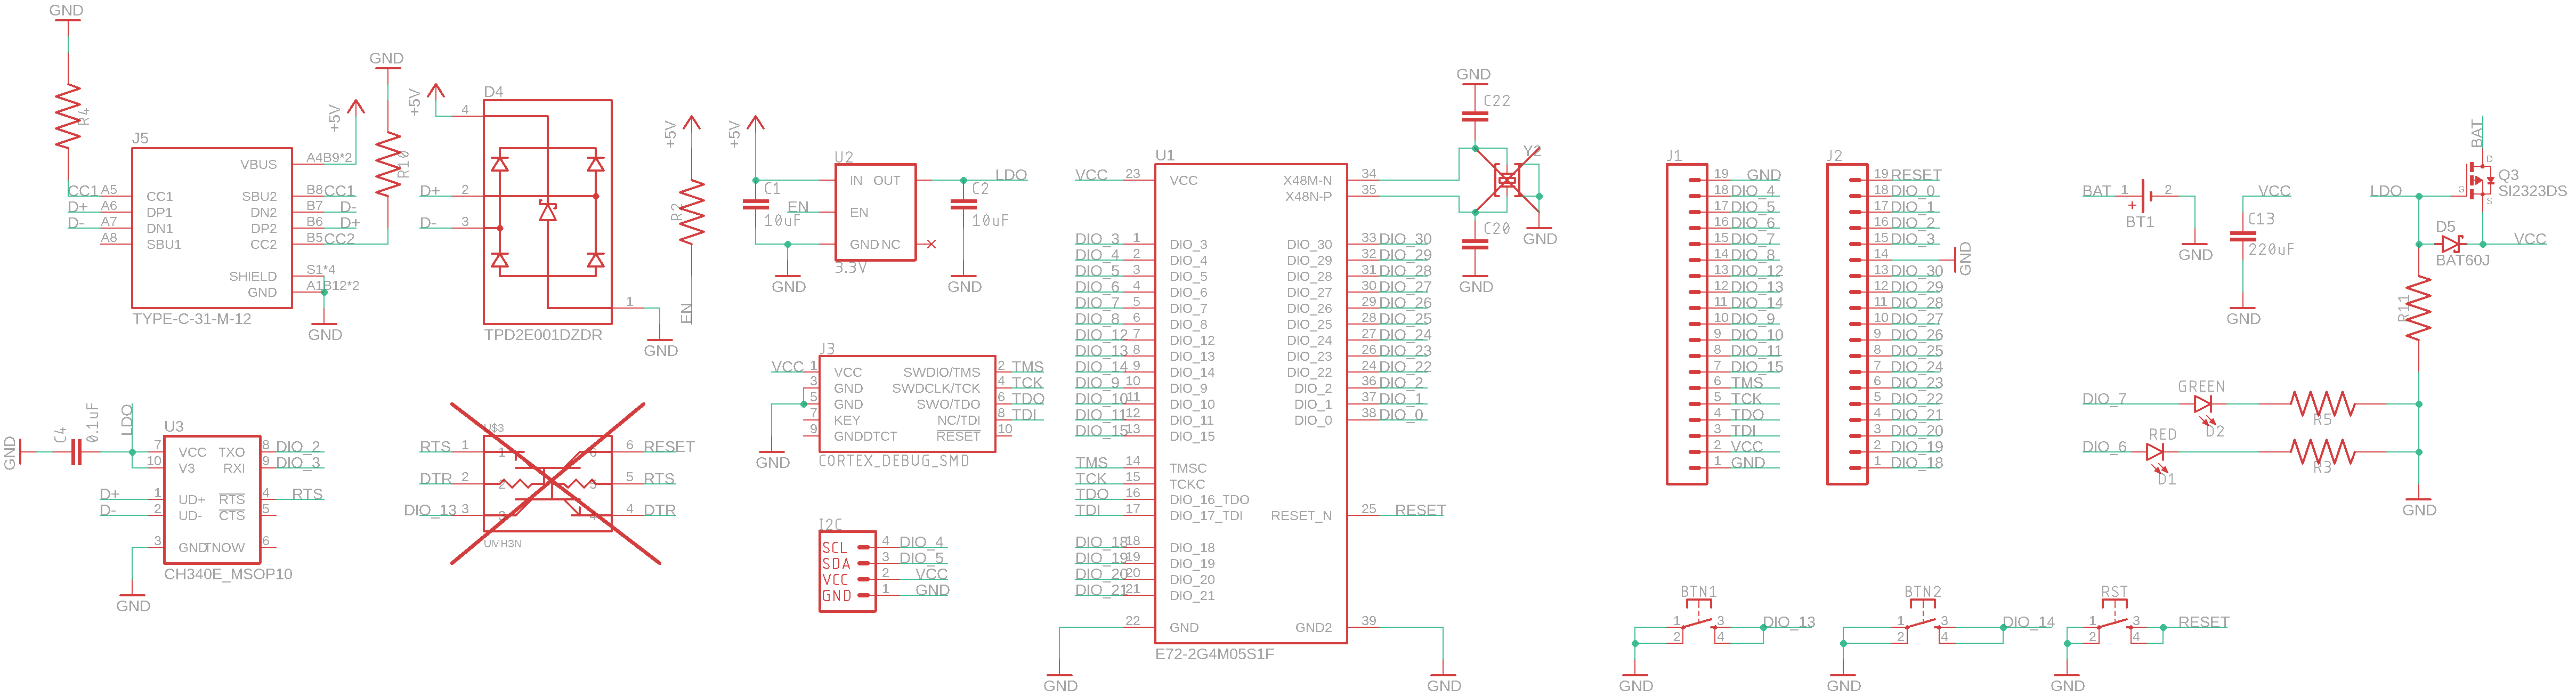 GND
R4
J5
CC1 A5 CC1
D+ A6 DP1
D- A7 DN1
A8 SBU1
VBUS A4B9*2
SBU2 B8 CC1
DN2 B7 D-
DP2 B6 D+
CC2 B5 CC2
SHIELD S1*4
GND A1B12*2
TYPE-C-31-M-12
GND
+5V
GND
R10
+5V
D4
4
D+ 2
D- 3
1
TPD2E001DZDR
GND
+5V
R2
EN
+5V
U2
IN OUT
EN EN
GND NC
3.3V
C1
10uF
GND
LDO
C2
10uF
GND
J3
VCC 1 VCC SWDIO/TMS 2 TMS
3 GND SWDCLK/TCK 4 TCK
5 GND SWO/TDO 6 TDO
7 KEY NC/TDI 8 TDI
9 GNDDTCT RESET 10
CORTEX_DEBUG_SMD
GND
GND
C4
0.1uF
LDO
U3
7 VCC TXO 8 DIO_2
10 V3 RXI 9 DIO_3
D+ 1 UD+ RTS 4 RTS
D- 2 UD- CTS 5
3 GND TNOW 6
CH340E_MSOP10
GND
U$3
RTS 1 1 6 6 RESET
DTR 2 2 5 5 RTS
DIO_13 3 3 4 4 DTR
UMH3N
I2C
SCL 4 DIO_4
SDA 3 DIO_5
VCC 2 VCC
GND 1 GND
U1
VCC 23 VCC X48M-N 34
X48N-P 35
DIO_3 1 DIO_3 DIO_30 33 DIO_30
DIO_4 2 DIO_4 DIO_29 32 DIO_29
DIO_5 3 DIO_5 DIO_28 31 DIO_28
DIO_6 4 DIO_6 DIO_27 30 DIO_27
DIO_7 5 DIO_7 DIO_26 29 DIO_26
DIO_8 6 DIO_8 DIO_25 28 DIO_25
DIO_12 7 DIO_12 DIO_24 27 DIO_24
DIO_13 8 DIO_13 DIO_23 26 DIO_23
DIO_14 9 DIO_14 DIO_22 24 DIO_22
DIO_9 10 DIO_9 DIO_2 36 DIO_2
DIO_10 11 DIO_10 DIO_1 37 DIO_1
DIO_11 12 DIO_11 DIO_0 38 DIO_0
DIO_15 13 DIO_15
TMS 14 TMSC
TCK 15 TCKC
TDO 16 DIO_16_TDO
TDI 17 DIO_17_TDI RESET_N 25 RESET
DIO_18 18 DIO_18
DIO_19 19 DIO_19
DIO_20 20 DIO_20
DIO_21 21 DIO_21
22 GND GND2 39
E72-2G4M05S1F
GND
GND
GND
C22
Y2
C20
GND
GND
J1
19 GND
18 DIO_4
17 DIO_5
16 DIO_6
15 DIO_7
14 DIO_8
13 DIO_12
12 DIO_13
11 DIO_14
10 DIO_9
9 DIO_10
8 DIO_11
7 DIO_15
6 TMS
5 TCK
4 TDO
3 TDI
2 VCC
1 GND
J2
19 RESET
18 DIO_0
17 DIO_1
16 DIO_2
15 DIO_3
14 GND
13 DIO_30
12 DIO_29
11 DIO_28
10 DIO_27
9 DIO_26
8 DIO_25
7 DIO_24
6 DIO_23
5 DIO_22
4 DIO_21
3 DIO_20
2 DIO_19
1 DIO_18
BAT 1 2
+
BT1
GND
VCC
C13
220uF
GND
BAT
LDO
D
G
S
Q3
SI2323DS
D5
BAT60J
VCC
R11
DIO_7
GREEN
D2
R5
DIO_6
RED
D1
R3
GND
BTN1
1 3
2 4
DIO_13
GND
BTN2
1 3
2 4
DIO_14
GND
RST
1 3
2 4
RESET
GND